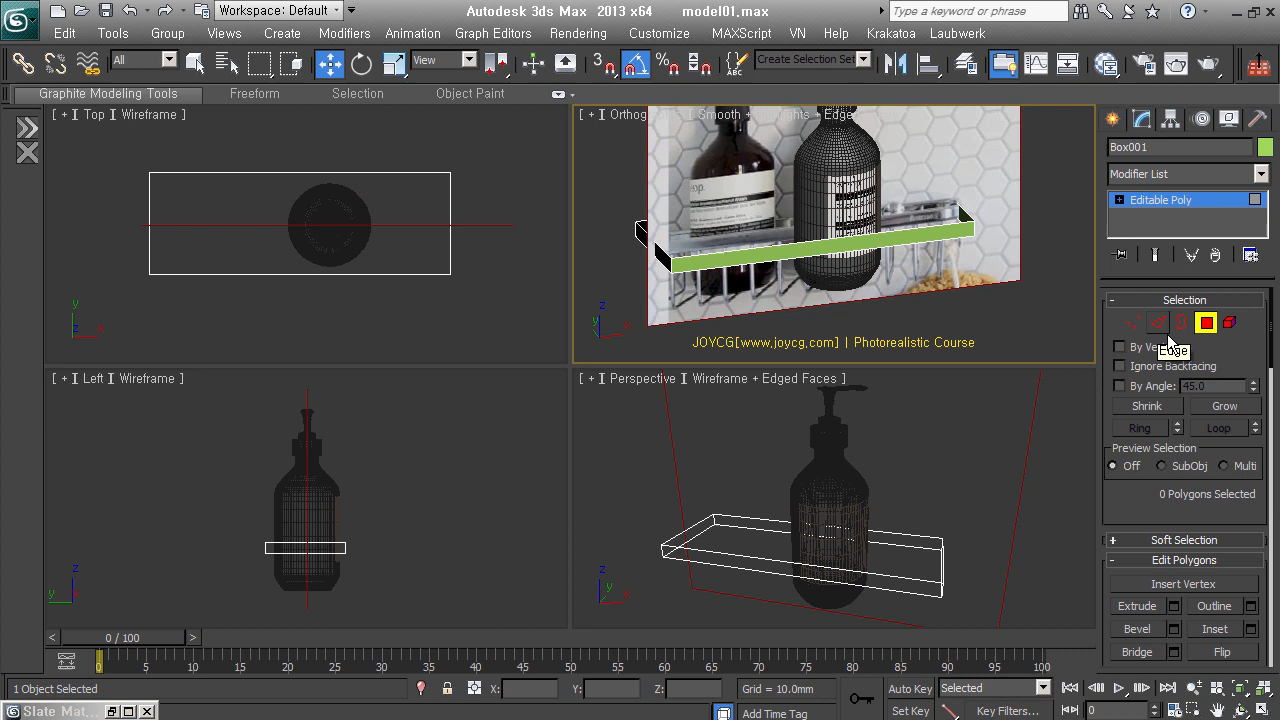 Workspace: Default
Autodesk 3ds Max 2013 x64 model01.max
Type a keyword or phrase
Edit Tools Group Views Create Modifiers Animation Graph Editors Rendering Customize MAXScript VN Help Krakatoa Laubwerk
All
View
3
Create Selection Set
Graphite Modeling Tools Freeform Selection Object Paint
[ + ] Top ] Wireframe ]
[ + ] Orthog Smooth + Highlights + Edge
JOYCG[www.joycg.com] | Photorealistic Course
[ + ] Left ] Wireframe ]
[ + ] Perspective ] Wireframe + Edged Faces ]
Box001
Modifier List
Editable Poly
Selection
By Ve
Edge
Ignore Backfacing
By Angle: 45.0
Shrink Grow
Ring Loop
Preview Selection
Off SubObj Multi
0 Polygons Selected
Soft Selection
Edit Polygons
Insert Vertex
Extrude Outline
Bevel Inset
Bridge Flip
0 / 100
0 5 10 15 20 25 30 35 40 45 50 55 60 65 70 75 80 85 90 95 100
1 Object Selected X: Y: Z: Grid = 10.0mm Auto Key Selected
Slate Mat... Add Time Tag Set Key Key Filters... 0